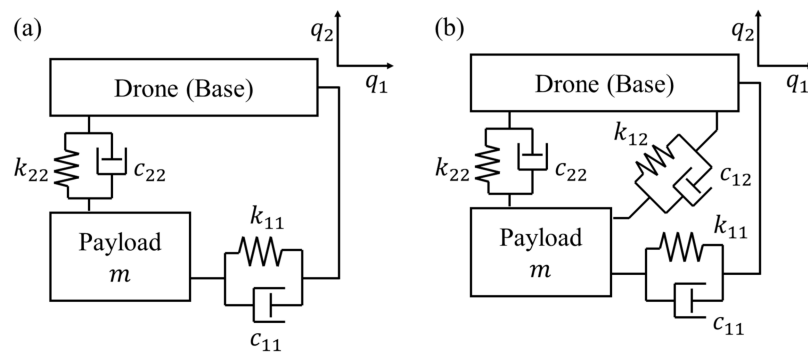 (a)
q₂
q₁
Drone (Base)
k₂₂
c₂₂
Payload
m
k₁₁
c₁₁
(b)
q₂
q₁
Drone (Base)
k₁₂
c₁₂
k₂₂
c₂₂
Payload
m
k₁₁
c₁₁